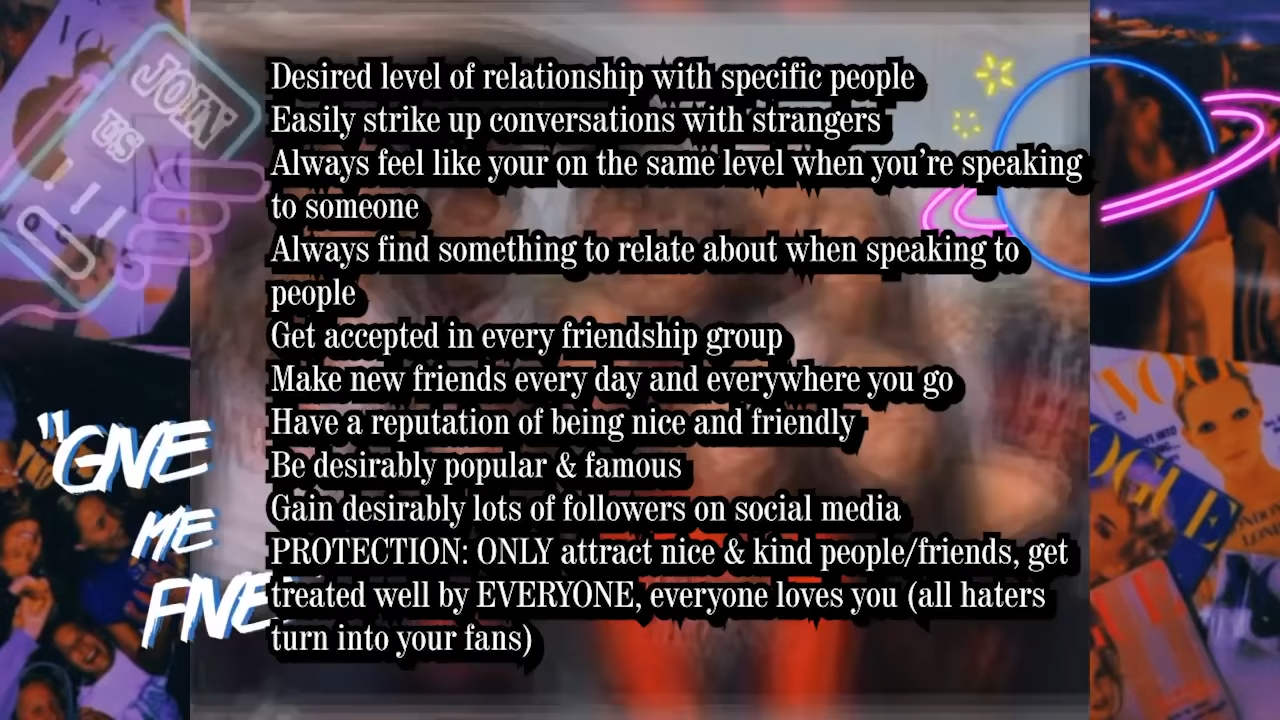 JOIN
US
Desired level of relationship with specific people
Easily strike up conversations with strangers
Always feel like your on the same level when you're speaking
to someone
Always find something to relate about when speaking to
people
Get accepted in every friendship group
Make new friends every day and everywhere you go
Have a reputation of being nice and friendly
Be desirably popular & famous
Gain desirably lots of followers on social media
PROTECTION: ONLY attract nice & kind people/friends, get
treated well by EVERYONE, everyone loves you (all haters
turn into your fans)
"GIVE
ME
FIVE
VOGUE